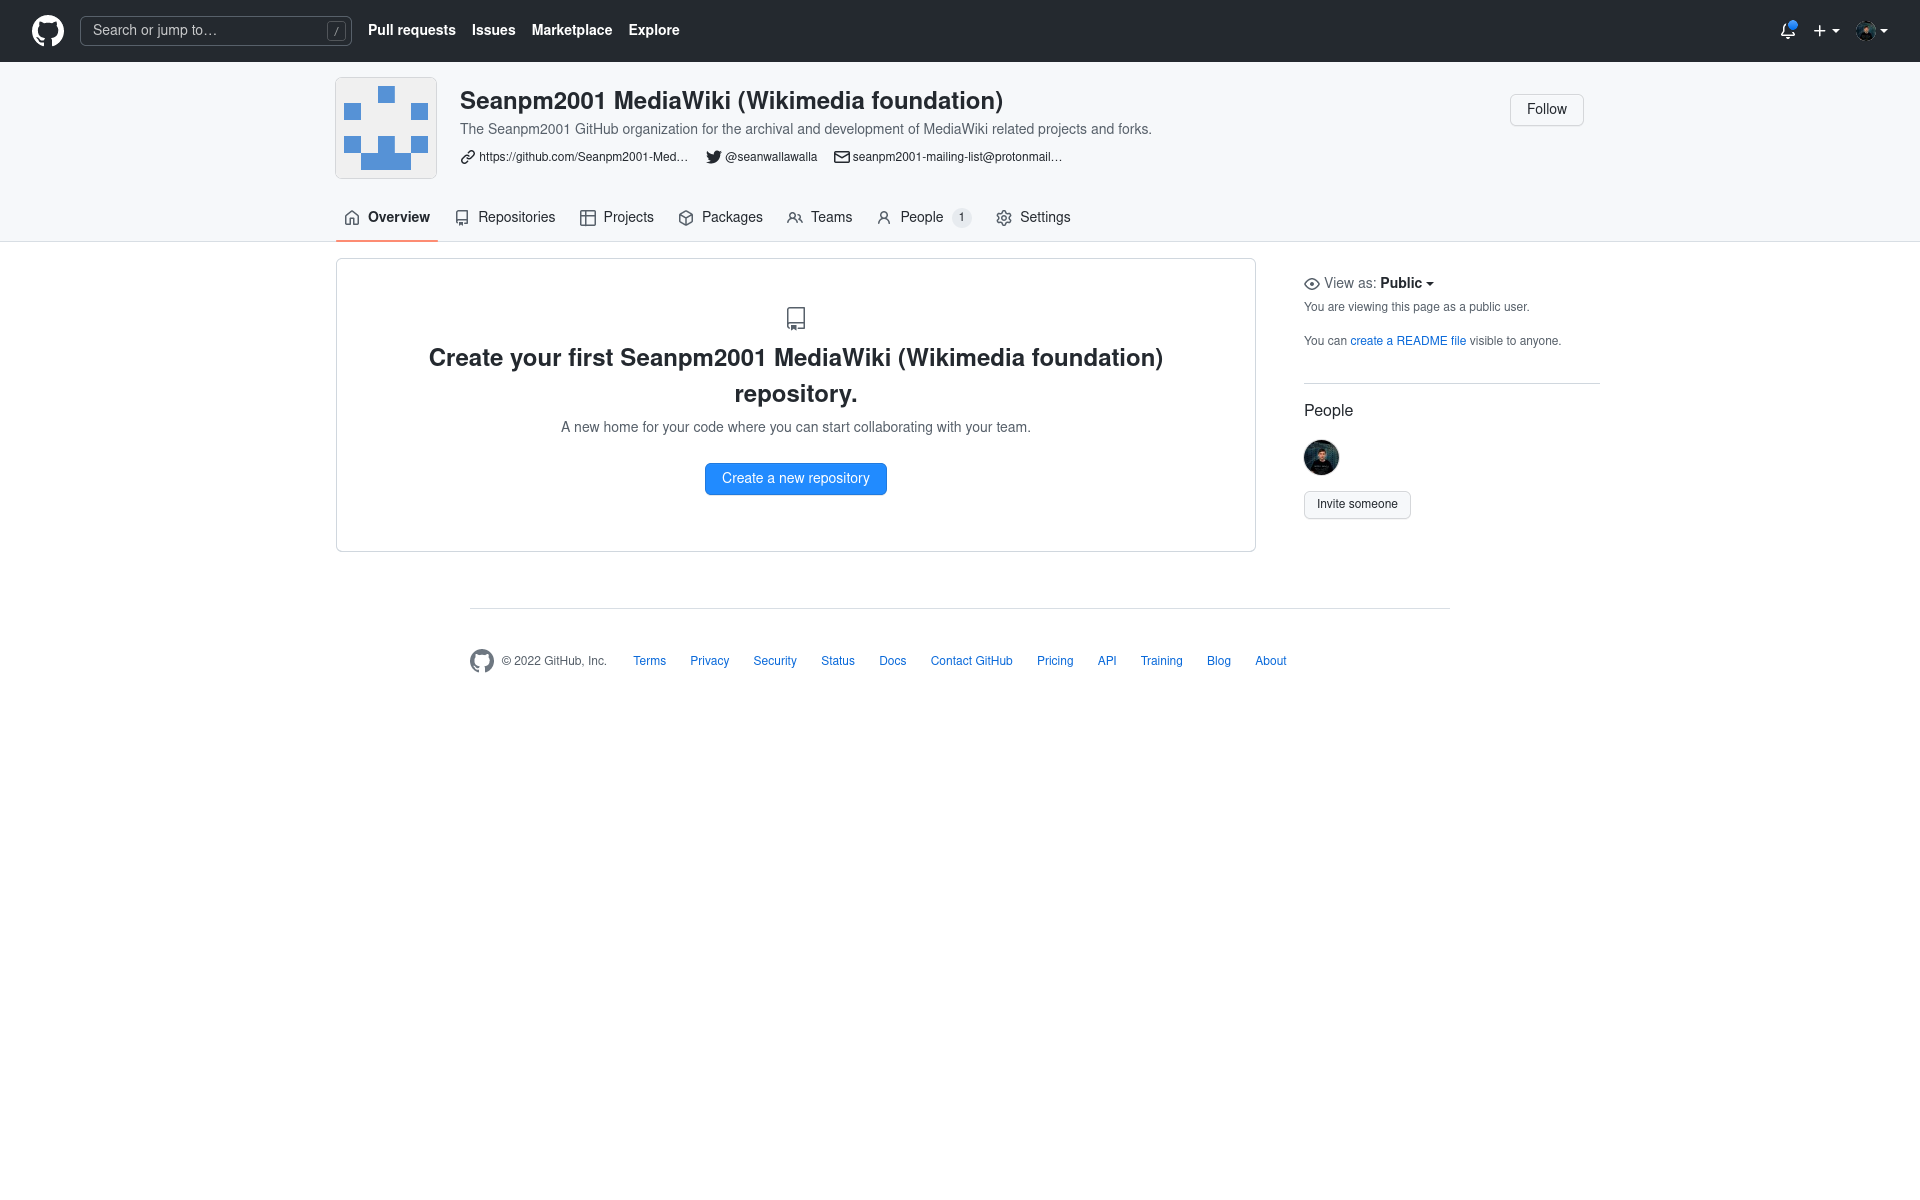 Search or jump to… /
Pull requests Issues Marketplace Explore
Seanpm2001 MediaWiki (Wikimedia foundation)
The Seanpm2001 GitHub organization for the archival and development of MediaWiki related projects and forks.
https://github.com/Seanpm2001-Med… @seanwallawalla seanpm2001-mailing-list@protonmail…
Follow
Overview Repositories Projects Packages Teams People 1 Settings
Create your first Seanpm2001 MediaWiki (Wikimedia foundation)
repository.
A new home for your code where you can start collaborating with your team.
Create a new repository
View as: Public
You are viewing this page as a public user.
You can create a README file visible to anyone.
People
Invite someone
© 2022 GitHub, Inc. Terms Privacy Security Status Docs Contact GitHub Pricing API Training Blog About